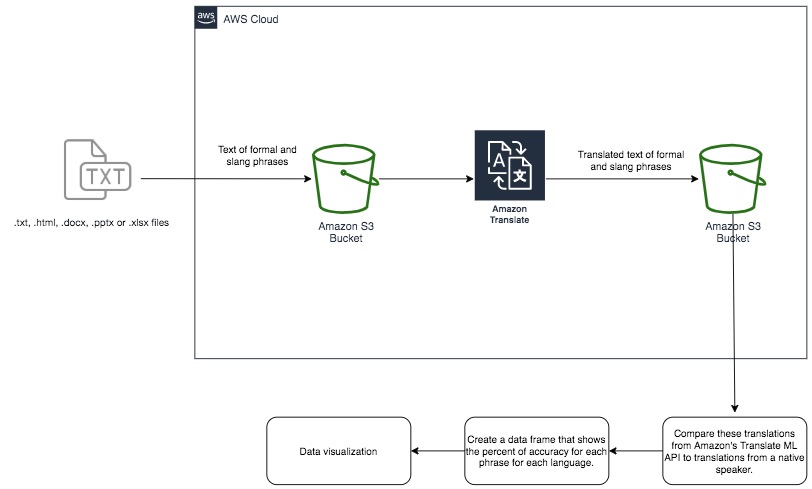 aws
AWS Cloud
Text of formal and
slang phrases
Translated text of formal
and slang phrases
TXT
A
文
Amazon
Translate
.txt, .html, .docx, .pptx or .xlsx files
Amazon S3
Bucket
Amazon S3
Bucket
Data visualization
Create a data frame that shows
the percent of accuracy for each
phrase for each language.
Compare these translations
from Amazon's Translate ML
API to translations from a native
speaker.